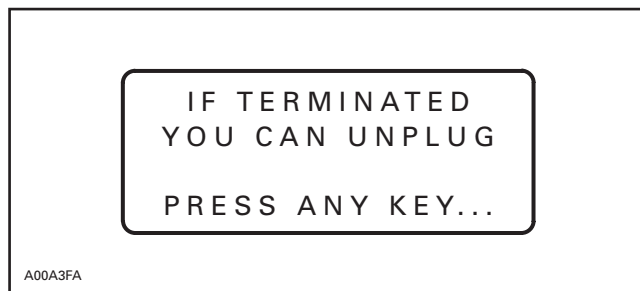 IF TERMINATED
YOU CAN UNPLUG
PRESS ANY KEY...
A00A3FA